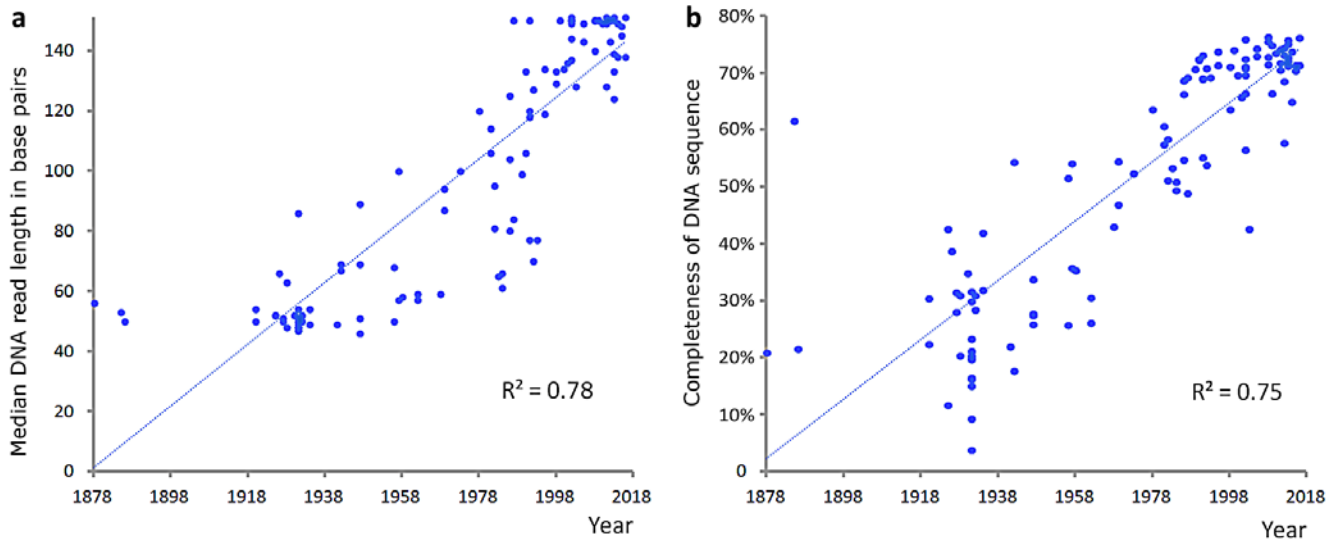 a
Median DNA read length in base pairs
140
120
100
80
60
40
20
0
1878 1898 1918 1938 1958 1978 1998 2018
Year
R² = 0.78
b
Completeness of DNA sequence
80%
70%
60%
50%
40%
30%
20%
10%
0
1878 1898 1918 1938 1958 1978 1998 2018
Year
R² = 0.75